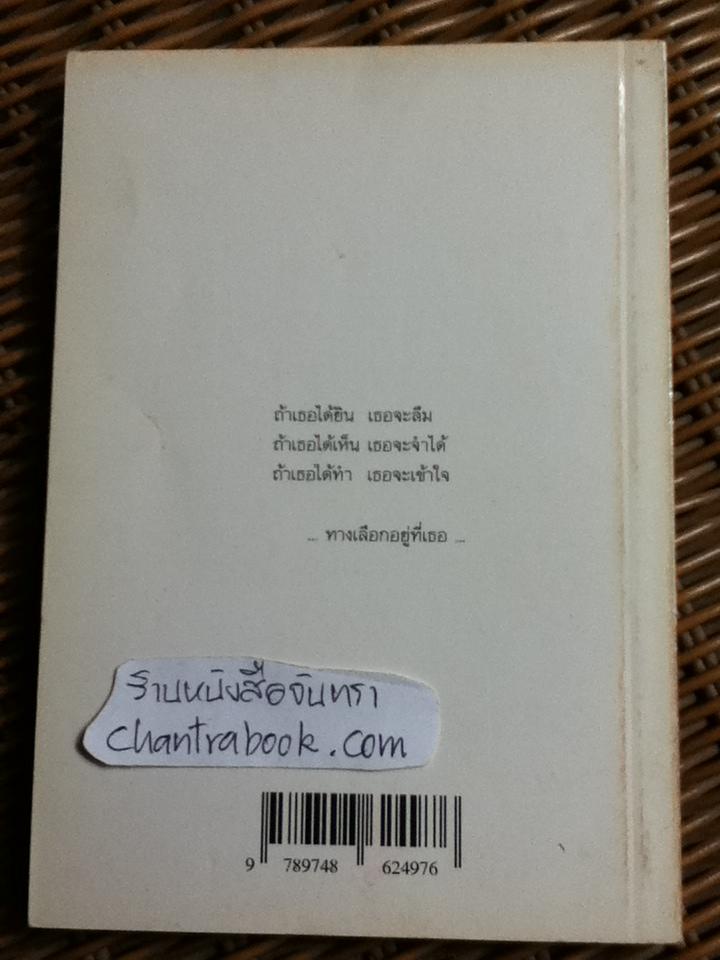 ถ้าเธอได้ยิน เธอจะลืม
ถ้าเธอได้เห็น เธอจะจำได้
ถ้าเธอได้ทำ เธอจะเข้าใจ
... ทางเลือกอยู่ที่เธอ ...
ร้านหนังสือจันทรา
chantrabook.com
9 789748 624976